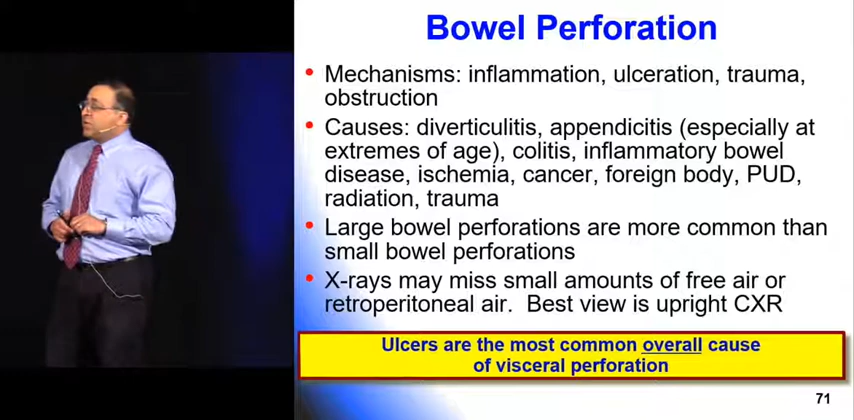 Bowel Perforation
• Mechanisms: inflammation, ulceration, trauma,
obstruction
• Causes: diverticulitis, appendicitis (especially at
extremes of age), colitis, inflammatory bowel
disease, ischemia, cancer, foreign body, PUD,
radiation, trauma
• Large bowel perforations are more common than
small bowel perforations
• X-rays may miss small amounts of free air or
retroperitoneal air.  Best view is upright CXR
Ulcers are the most common overall cause
of visceral perforation
71